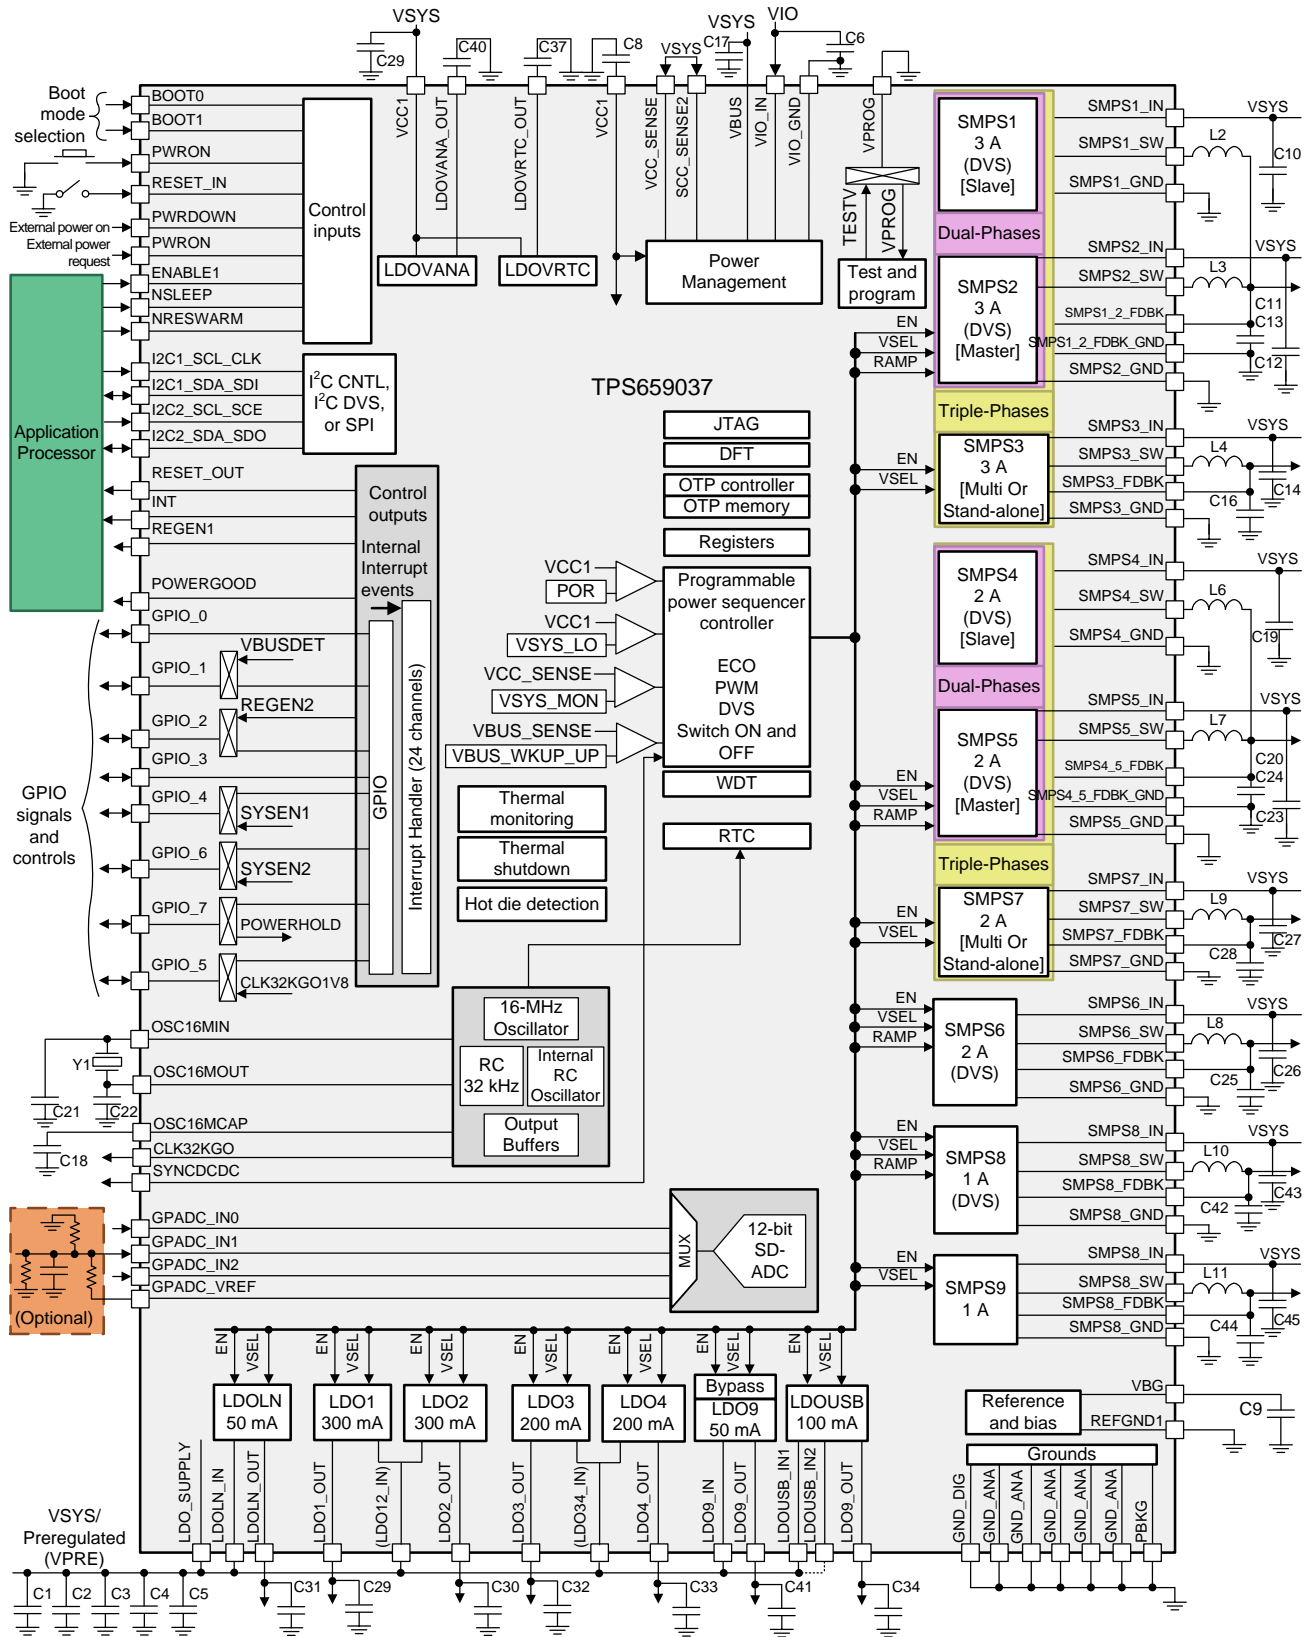 VSYS
C29
C40
C37
C8
VSYS
C17
VSYS
VIO
C6
VCC1
LDOVANA_OUT
LDOVRTC_OUT
VCC1
VCC_SENSE
SCC_SENSE2
VBUS
VIO_IN
VIO_GND
VPROG
Boot
mode
selection
BOOT0
BOOT1
PWRON
RESET_IN
PWRDOWN
External power on
PWRON
External power
request
ENABLE1
NSLEEP
NRESWARM
Control
inputs
LDOVANA
LDOVRTC
Power
Management
TESTV
VPROG
Test and
program
Application
Processor
I2C1_SCL_CLK
I2C1_SDA_SDI
I2C2_SCL_SCE
I2C2_SDA_SDO
I²C CNTL,
I²C DVS,
or SPI
RESET_OUT
INT
REGEN1
POWERGOOD
Control
outputs
Internal
Interrupt
events
GPIO
Interrupt Handler (24 channels)
GPIO
signals
and
controls
GPIO_0
GPIO_1
VBUSDET
GPIO_2
REGEN2
GPIO_3
GPIO_4
SYSEN1
GPIO_6
SYSEN2
GPIO_7
POWERHOLD
GPIO_5
CLK32KGO1V8
TPS659037
JTAG
DFT
OTP controller
OTP memory
Registers
VCC1
POR
VCC1
VSYS_LO
VCC_SENSE
VSYS_MON
VBUS_SENSE
VBUS_WKUP_UP
Programmable
power sequencer
controller
ECO
PWM
DVS
Switch ON and
OFF
WDT
RTC
Thermal
monitoring
Thermal
shutdown
Hot die detection
OSC16MIN
Y1
OSC16MOUT
C21
C22
OSC16MCAP
C18
CLK32KGO
SYNCDCDC
16-MHz
Oscillator
RC
32 kHz
Internal
RC
Oscillator
Output
Buffers
(Optional)
GPADC_IN0
GPADC_IN1
GPADC_IN2
GPADC_VREF
MUX
12-bit
SD-
ADC
SMPS1
3 A
(DVS)
[Slave]
Dual-Phases
SMPS2
3 A
(DVS)
[Master]
EN
VSEL
RAMP
Triple-Phases
SMPS3
3 A
[Multi Or
Stand-alone]
EN
VSEL
SMPS4
2 A
(DVS)
[Slave]
Dual-Phases
SMPS5
2 A
(DVS)
[Master]
EN
VSEL
RAMP
Triple-Phases
SMPS7
2 A
[Multi Or
Stand-alone]
EN
VSEL
SMPS6
2 A
(DVS)
EN
VSEL
RAMP
SMPS8
1 A
(DVS)
EN
VSEL
RAMP
SMPS9
1 A
EN
VSEL
SMPS1_IN
VSYS
SMPS1_SW
L2
C10
SMPS1_GND
SMPS2_IN
VSYS
SMPS2_SW
L3
SMPS1_2_FDBK
C11
C13
SMPS1_2_FDBK_GND
C12
SMPS2_GND
SMPS3_IN
VSYS
SMPS3_SW
L4
SMPS3_FDBK
C14
C16
SMPS3_GND
SMPS4_IN
VSYS
SMPS4_SW
L6
SMPS4_GND
C19
SMPS5_IN
VSYS
SMPS5_SW
L7
SMPS4_5_FDBK
C20
C24
SMPS4_5_FDBK_GND
C23
SMPS5_GND
SMPS7_IN
VSYS
SMPS7_SW
L9
SMPS7_FDBK
C27
C28
SMPS7_GND
SMPS6_IN
VSYS
SMPS6_SW
L8
SMPS6_FDBK
C26
C25
SMPS6_GND
SMPS8_IN
VSYS
SMPS8_SW
L10
SMPS8_FDBK
C43
C42
SMPS8_GND
SMPS8_IN
VSYS
SMPS8_SW
L11
SMPS8_FDBK
C45
C44
SMPS8_GND
EN
VSEL
EN
VSEL
EN
VSEL
EN
VSEL
EN
VSEL
EN
VSEL
EN
VSEL
LDOLN
50 mA
LDO1
300 mA
LDO2
300 mA
LDO3
200 mA
LDO4
200 mA
Bypass
LDO9
50 mA
LDOUSB
100 mA
Reference
and bias
VBG
REFGND1
C9
Grounds
LDO_SUPPLY
LDOLN_IN
LDOLN_OUT
LDO1_OUT
(LDO12_IN)
LDO2_OUT
LDO3_OUT
(LDO34_IN)
LDO4_OUT
LDO9_IN
LDO9_OUT
LDOUSB_IN1
LDOUSB_IN2
LDO9_OUT
GND_DIG
GND_ANA
GND_ANA
GND_ANA
GND_ANA
GND_ANA
PBKG
VSYS/
Preregulated
(VPRE)
C1
C2
C3
C4
C5
C31
C29
C30
C32
C33
C41
C34